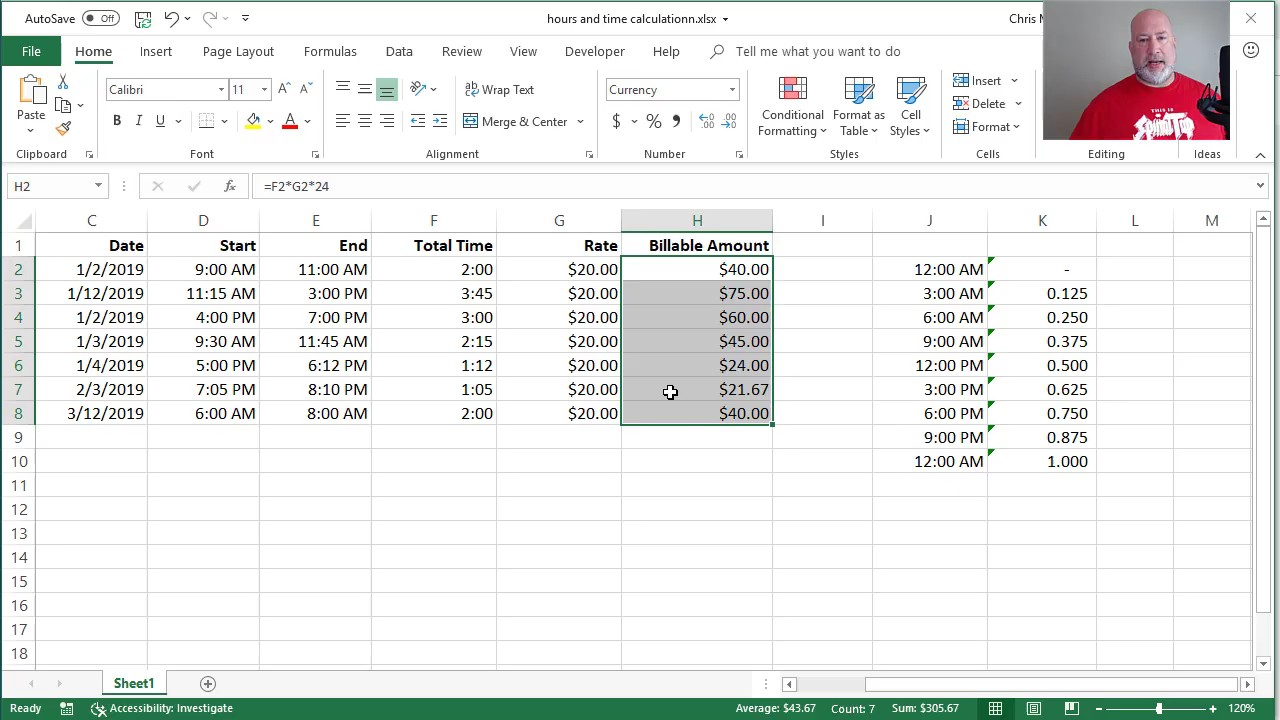 AutoSave Off hours and time calculationn.xlsx Chris M
File Home Insert Draw Page Layout Formulas Data Review View Developer Help Tell me what you want to do
Paste
Calibri 11 A A
B I U A
ab Wrap Text
Merge & Center
Currency
$ % ,
Conditional Formatting
Format as Table
Cell Styles
Insert
Delete
Format
Clipboard Font Alignment Number Styles Cells Editing Ideas
H2 fx =F2*G2*24
C D E F G H I J K L M
1 Date Start End Total Time Rate Billable Amount
2 1/2/2019 9:00 AM 11:00 AM 2:00 $20.00 $40.00 12:00 AM -
3 1/12/2019 11:15 AM 3:00 PM 3:45 $20.00 $75.00 3:00 AM 0.125
4 1/2/2019 4:00 PM 7:00 PM 3:00 $20.00 $60.00 6:00 AM 0.250
5 1/3/2019 9:30 AM 11:45 AM 2:15 $20.00 $45.00 9:00 AM 0.375
6 1/4/2019 5:00 PM 6:12 PM 1:12 $20.00 $24.00 12:00 PM 0.500
7 2/3/2019 7:05 PM 8:10 PM 1:05 $20.00 $21.67 3:00 PM 0.625
8 3/12/2019 6:00 AM 8:00 AM 2:00 $20.00 $40.00 6:00 PM 0.750
9 9:00 PM 0.875
10 12:00 AM 1.000
11
12
13
14
15
16
17
18
Sheet1
Ready Accessibility: Investigate Average: $43.67 Count: 7 Sum: $305.67 120%
THIS IS
SPINAL TAP